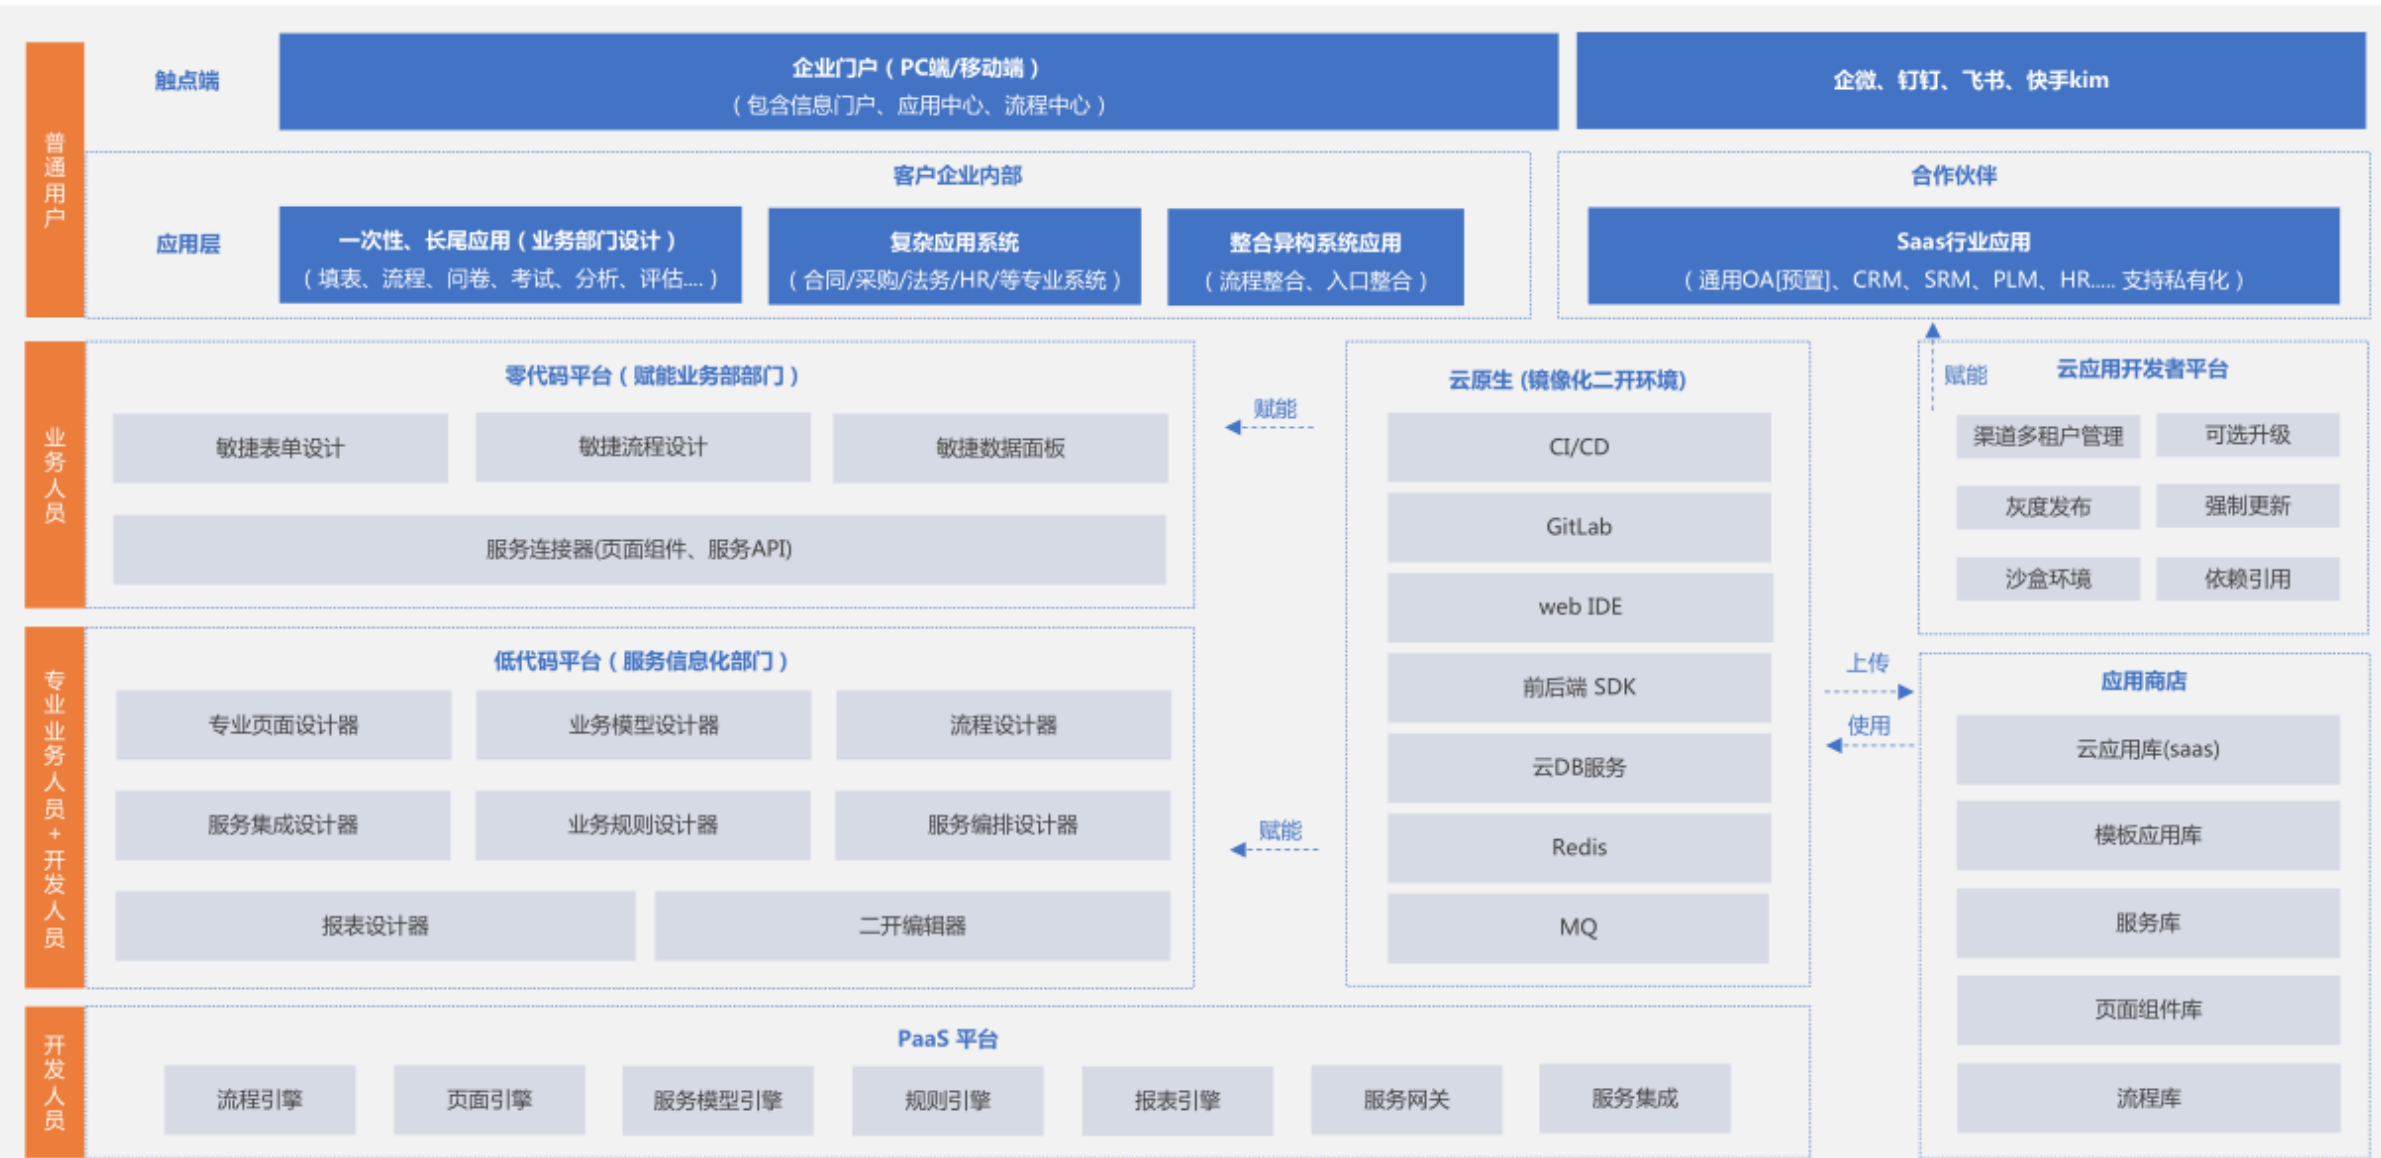 普通用户
触点端
企业门户（PC端/移动端）
（包含信息门户、应用中心、流程中心）
企微、钉钉、飞书、快手kim
客户企业内部
应用层
一次性、长尾应用（业务部门设计）
（填表、流程、问卷、考试、分析、评估....）
复杂应用系统
（合同/采购/法务/HR/等专业系统）
整合异构系统应用
（流程整合、入口整合）
合作伙伴
Saas行业应用
（通用OA[预置]、CRM、SRM、PLM、HR..... 支持私有化）
业务人员
零代码平台（赋能业务部部门）
敏捷表单设计
敏捷流程设计
敏捷数据面板
服务连接器(页面组件、服务API)
赋能
专业业务人员+开发人员
低代码平台（服务信息化部门）
专业页面设计器
业务模型设计器
流程设计器
服务集成设计器
业务规则设计器
服务编排设计器
报表设计器
二开编辑器
赋能
云原生 (镜像化二开环境)
CI/CD
GitLab
web IDE
前后端 SDK
云DB服务
Redis
MQ
赋能
云应用开发者平台
渠道多租户管理
可选升级
灰度发布
强制更新
沙盒环境
依赖引用
上传
使用
应用商店
云应用库(saas)
模板应用库
服务库
页面组件库
流程库
开发人员
PaaS 平台
流程引擎
页面引擎
服务模型引擎
规则引擎
报表引擎
服务网关
服务集成